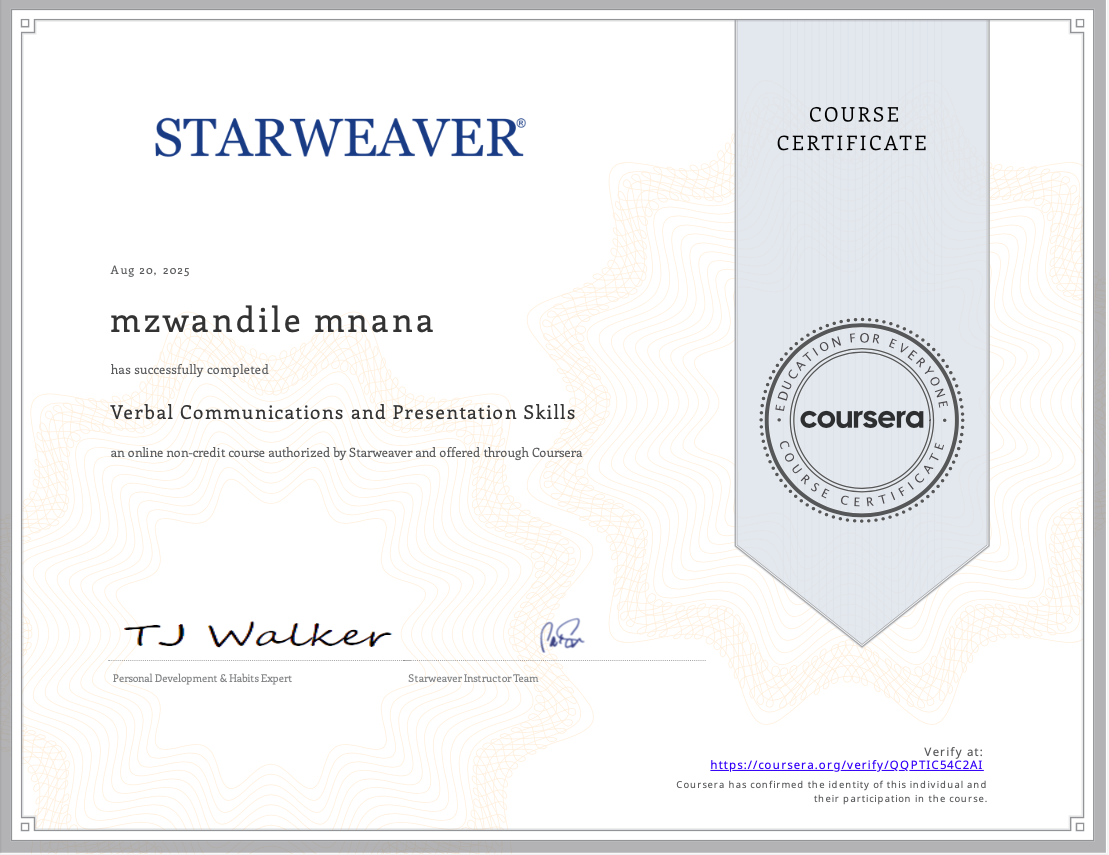 STARWEAVER®
COURSE
CERTIFICATE
Aug 20, 2025
mzwandile mnana
has successfully completed
Verbal Communications and Presentation Skills
an online non-credit course authorized by Starweaver and offered through Coursera
EDUCATION FOR EVERYONE
coursera
COURSE CERTIFICATE
TJ Walker
Personal Development & Habits Expert
Starweaver Instructor Team
Verify at:
https://coursera.org/verify/QQPTIC54C2AI
Coursera has confirmed the identity of this individual and
their participation in the course.